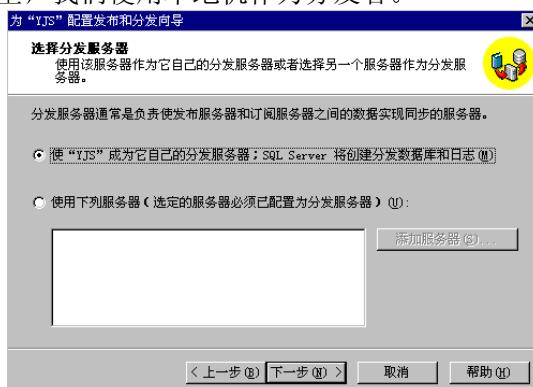 我们使用本地机作为分发者。
为“YJS”配置发布和分发向导
选择分发服务器
使用该服务器作为它自己的分发服务器或者选择另一个服务器作为分发服
务器。
分发服务器通常是负责使发布服务器和订阅服务器之间的数据实现同步的服务器。
使“YJS”成为它自己的分发服务器；SQL Server 将创建分发数据库和日志(M)
使用下列服务器(选定的服务器必须已配置为分发服务器)(U):
添加服务器(S)...
<上一步(B) 下一步(N)> 取消 帮助(H)